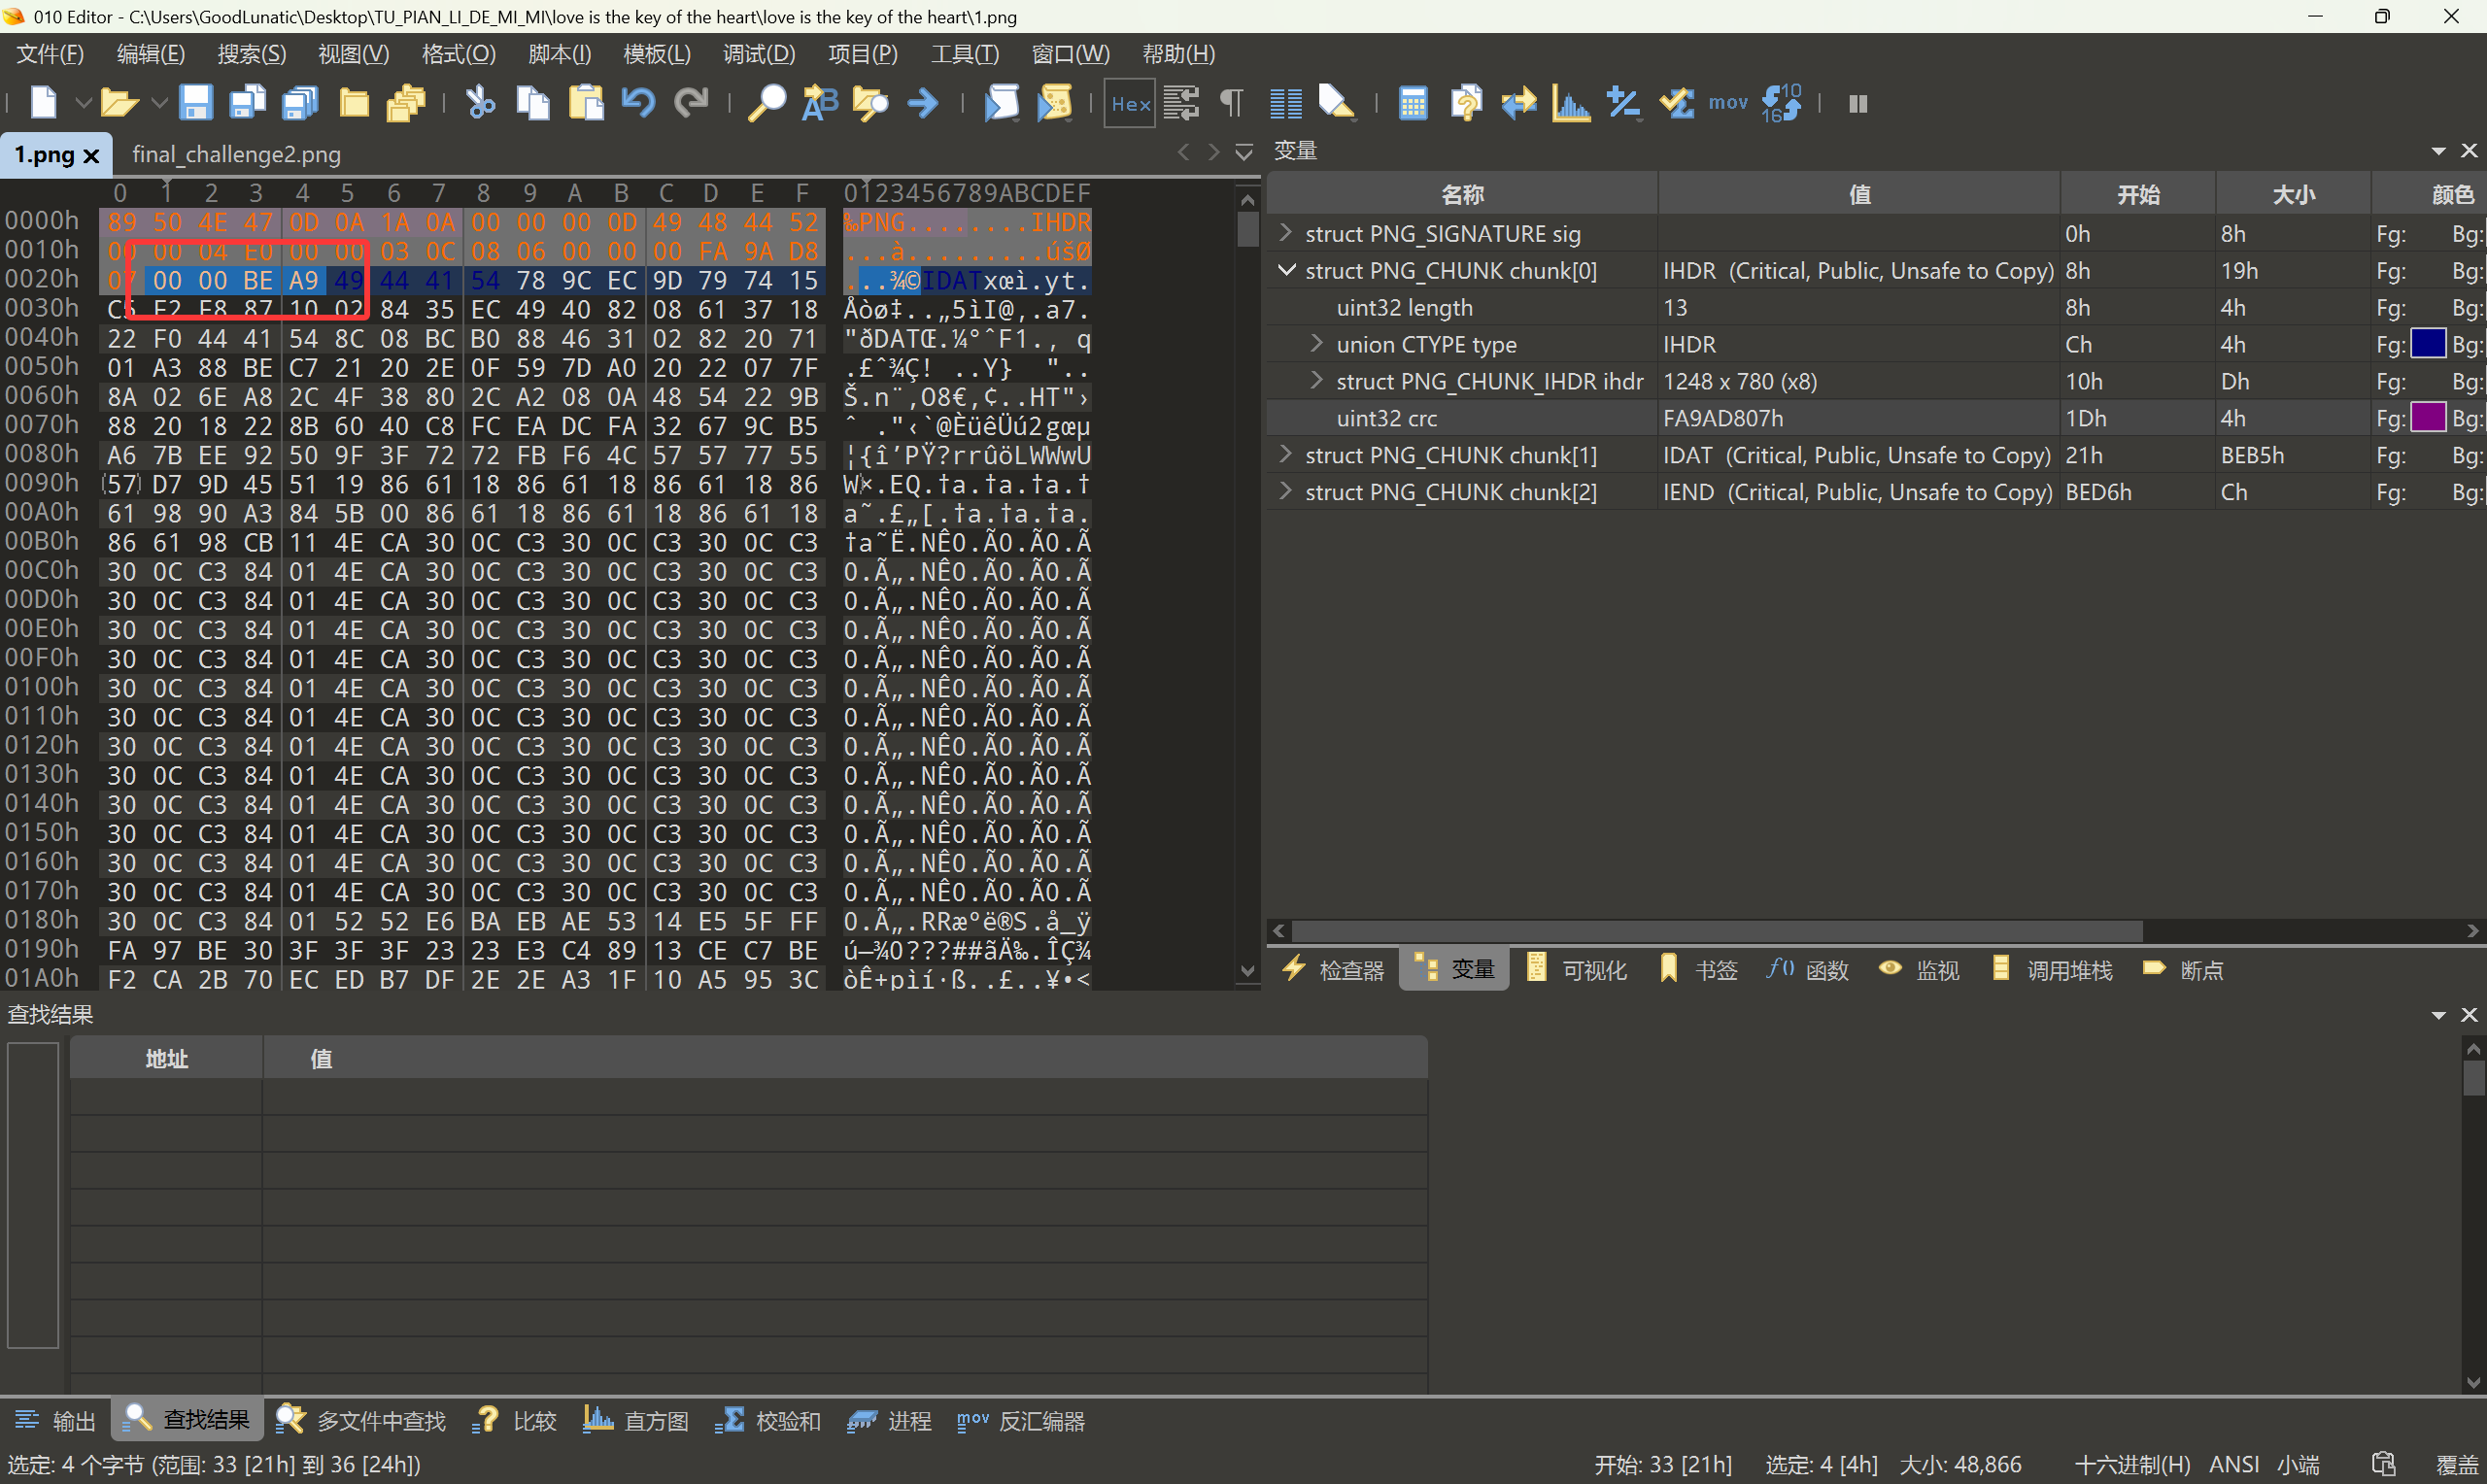 010 Editor - C:\Users\GoodLunatic\Desktop\TU_PIAN_LI_DE_MI_MI\love is the key of the heart\love is the key of the heart\1.png
文件(F) 编辑(E) 搜索(S) 视图(V) 格式(O) 脚本(I) 模板(L) 调试(D) 项目(P) 工具(T) 窗口(W) 帮助(H)
Hex mov
1.png final_challenge2.png
0 1 2 3 4 5 6 7 8 9 A B C D E F 0123456789ABCDEF
0000h 89 50 4E 47 0D 0A 1A 0A 00 00 00 0D 49 48 44 52 ‰PNG........IHDR
0010h 00 00 04 E0 00 00 03 0C 08 06 00 00 00 FA 9A D8 ...à.........úšØ
0020h 07 00 00 BE A9 49 44 41 54 78 9C EC 9D 79 74 15 ...¾©IDATxœì.yt.
0030h C5 F2 F8 87 10 02 84 35 EC 49 40 82 08 61 37 18 Åòø‡..„5ìI@‚.a7.
0040h 22 F0 44 41 54 8C 08 BC B0 88 46 31 02 82 20 71 "ðDATŒ.¼°ˆF1.‚ q
0050h 01 A3 88 BE C7 21 20 2E 0F 59 7D A0 20 22 07 7F .£ˆ¾Ç! ..Y}  "..
0060h 8A 02 6E A8 2C 4F 38 80 2C A2 08 0A 48 54 22 9B Š.n¨,O8€,¢..HT"›
0070h 88 20 18 22 8B 60 40 C8 FC EA DC FA 32 67 9C B5 ˆ ."‹`@ÈüêÜú2gœµ
0080h A6 7B EE 92 50 9F 3F 72 72 FB F6 4C 57 57 77 55 ¦{î’PŸ?rrûöLWWwU
0090h 57 D7 9D 45 51 19 86 61 18 86 61 18 86 61 18 86 W×.EQ.†a.†a.†a.†
00A0h 61 98 90 A3 84 5B 00 86 61 18 86 61 18 86 61 18 a˜.£„[.†a.†a.†a.
00B0h 86 61 98 CB 11 4E CA 30 0C C3 30 0C C3 30 0C C3 †a˜Ë.NÊ0.Ã0.Ã0.Ã
00C0h 30 0C C3 84 01 4E CA 30 0C C3 30 0C C3 30 0C C3 0.Ã„.NÊ0.Ã0.Ã0.Ã
00D0h 30 0C C3 84 01 4E CA 30 0C C3 30 0C C3 30 0C C3 0.Ã„.NÊ0.Ã0.Ã0.Ã
00E0h 30 0C C3 84 01 4E CA 30 0C C3 30 0C C3 30 0C C3 0.Ã„.NÊ0.Ã0.Ã0.Ã
00F0h 30 0C C3 84 01 4E CA 30 0C C3 30 0C C3 30 0C C3 0.Ã„.NÊ0.Ã0.Ã0.Ã
0100h 30 0C C3 84 01 4E CA 30 0C C3 30 0C C3 30 0C C3 0.Ã„.NÊ0.Ã0.Ã0.Ã
0110h 30 0C C3 84 01 4E CA 30 0C C3 30 0C C3 30 0C C3 0.Ã„.NÊ0.Ã0.Ã0.Ã
0120h 30 0C C3 84 01 4E CA 30 0C C3 30 0C C3 30 0C C3 0.Ã„.NÊ0.Ã0.Ã0.Ã
0130h 30 0C C3 84 01 4E CA 30 0C C3 30 0C C3 30 0C C3 0.Ã„.NÊ0.Ã0.Ã0.Ã
0140h 30 0C C3 84 01 4E CA 30 0C C3 30 0C C3 30 0C C3 0.Ã„.NÊ0.Ã0.Ã0.Ã
0150h 30 0C C3 84 01 4E CA 30 0C C3 30 0C C3 30 0C C3 0.Ã„.NÊ0.Ã0.Ã0.Ã
0160h 30 0C C3 84 01 4E CA 30 0C C3 30 0C C3 30 0C C3 0.Ã„.NÊ0.Ã0.Ã0.Ã
0170h 30 0C C3 84 01 4E CA 30 0C C3 30 0C C3 30 0C C3 0.Ã„.NÊ0.Ã0.Ã0.Ã
0180h 30 0C C3 84 01 52 52 E6 BA EB AE 53 14 E5 5F FF 0.Ã„.RRæºë®S.å_ÿ
0190h FA 97 BE 30 3F 3F 3F 23 23 E3 C4 89 13 CE C7 BE ú—¾0???##ãÄ‰.ÎÇ¾
01A0h F2 CA 2B 70 EC ED B7 DF 2E 2E A3 1F 10 A5 95 3C òÊ+pìí·ß..£..¥•<
变量
名称 值 开始 大小 颜色
struct PNG_SIGNATURE sig 0h 8h Fg: Bg:
struct PNG_CHUNK chunk[0] IHDR (Critical, Public, Unsafe to Copy) 8h 19h Fg: Bg:
uint32 length 13 8h 4h Fg: Bg:
union CTYPE type IHDR Ch 4h Fg: Bg:
struct PNG_CHUNK_IHDR ihdr 1248 x 780 (x8) 10h Dh Fg: Bg:
uint32 crc FA9AD807h 1Dh 4h Fg: Bg:
struct PNG_CHUNK chunk[1] IDAT (Critical, Public, Unsafe to Copy) 21h BEB5h Fg: Bg:
struct PNG_CHUNK chunk[2] IEND (Critical, Public, Unsafe to Copy) BED6h Ch Fg: Bg:
检查器 变量 可视化 书签 函数 监视 调用堆栈 断点
查找结果
地址 值
输出 查找结果 多文件中查找 比较 直方图 校验和 进程 mov 反汇编器
选定: 4 个字节 (范围: 33 [21h] 到 36 [24h]) 开始: 33 [21h] 选定: 4 [4h] 大小: 48,866 十六进制(H) ANSI 小端 覆盖